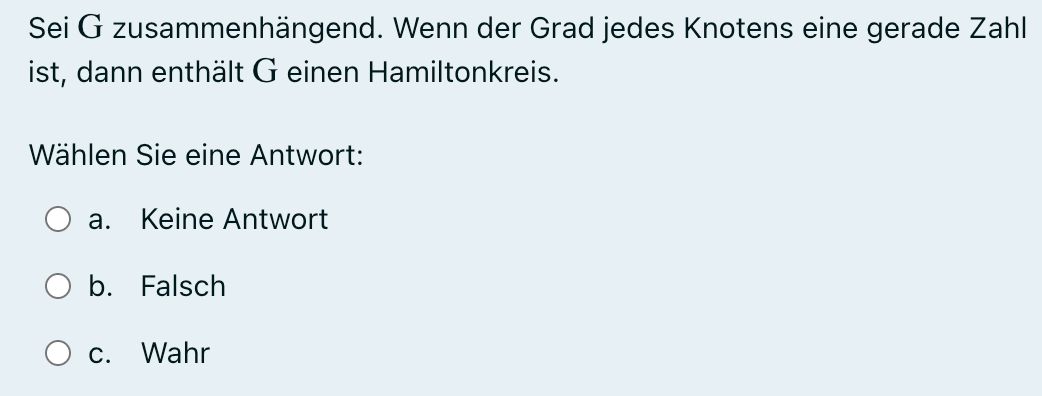 Sei G zusammenhängend. Wenn der Grad jedes Knotens eine gerade Zahl
ist, dann enthält G einen Hamiltonkreis.
Wählen Sie eine Antwort:
a. Keine Antwort
b. Falsch
c. Wahr